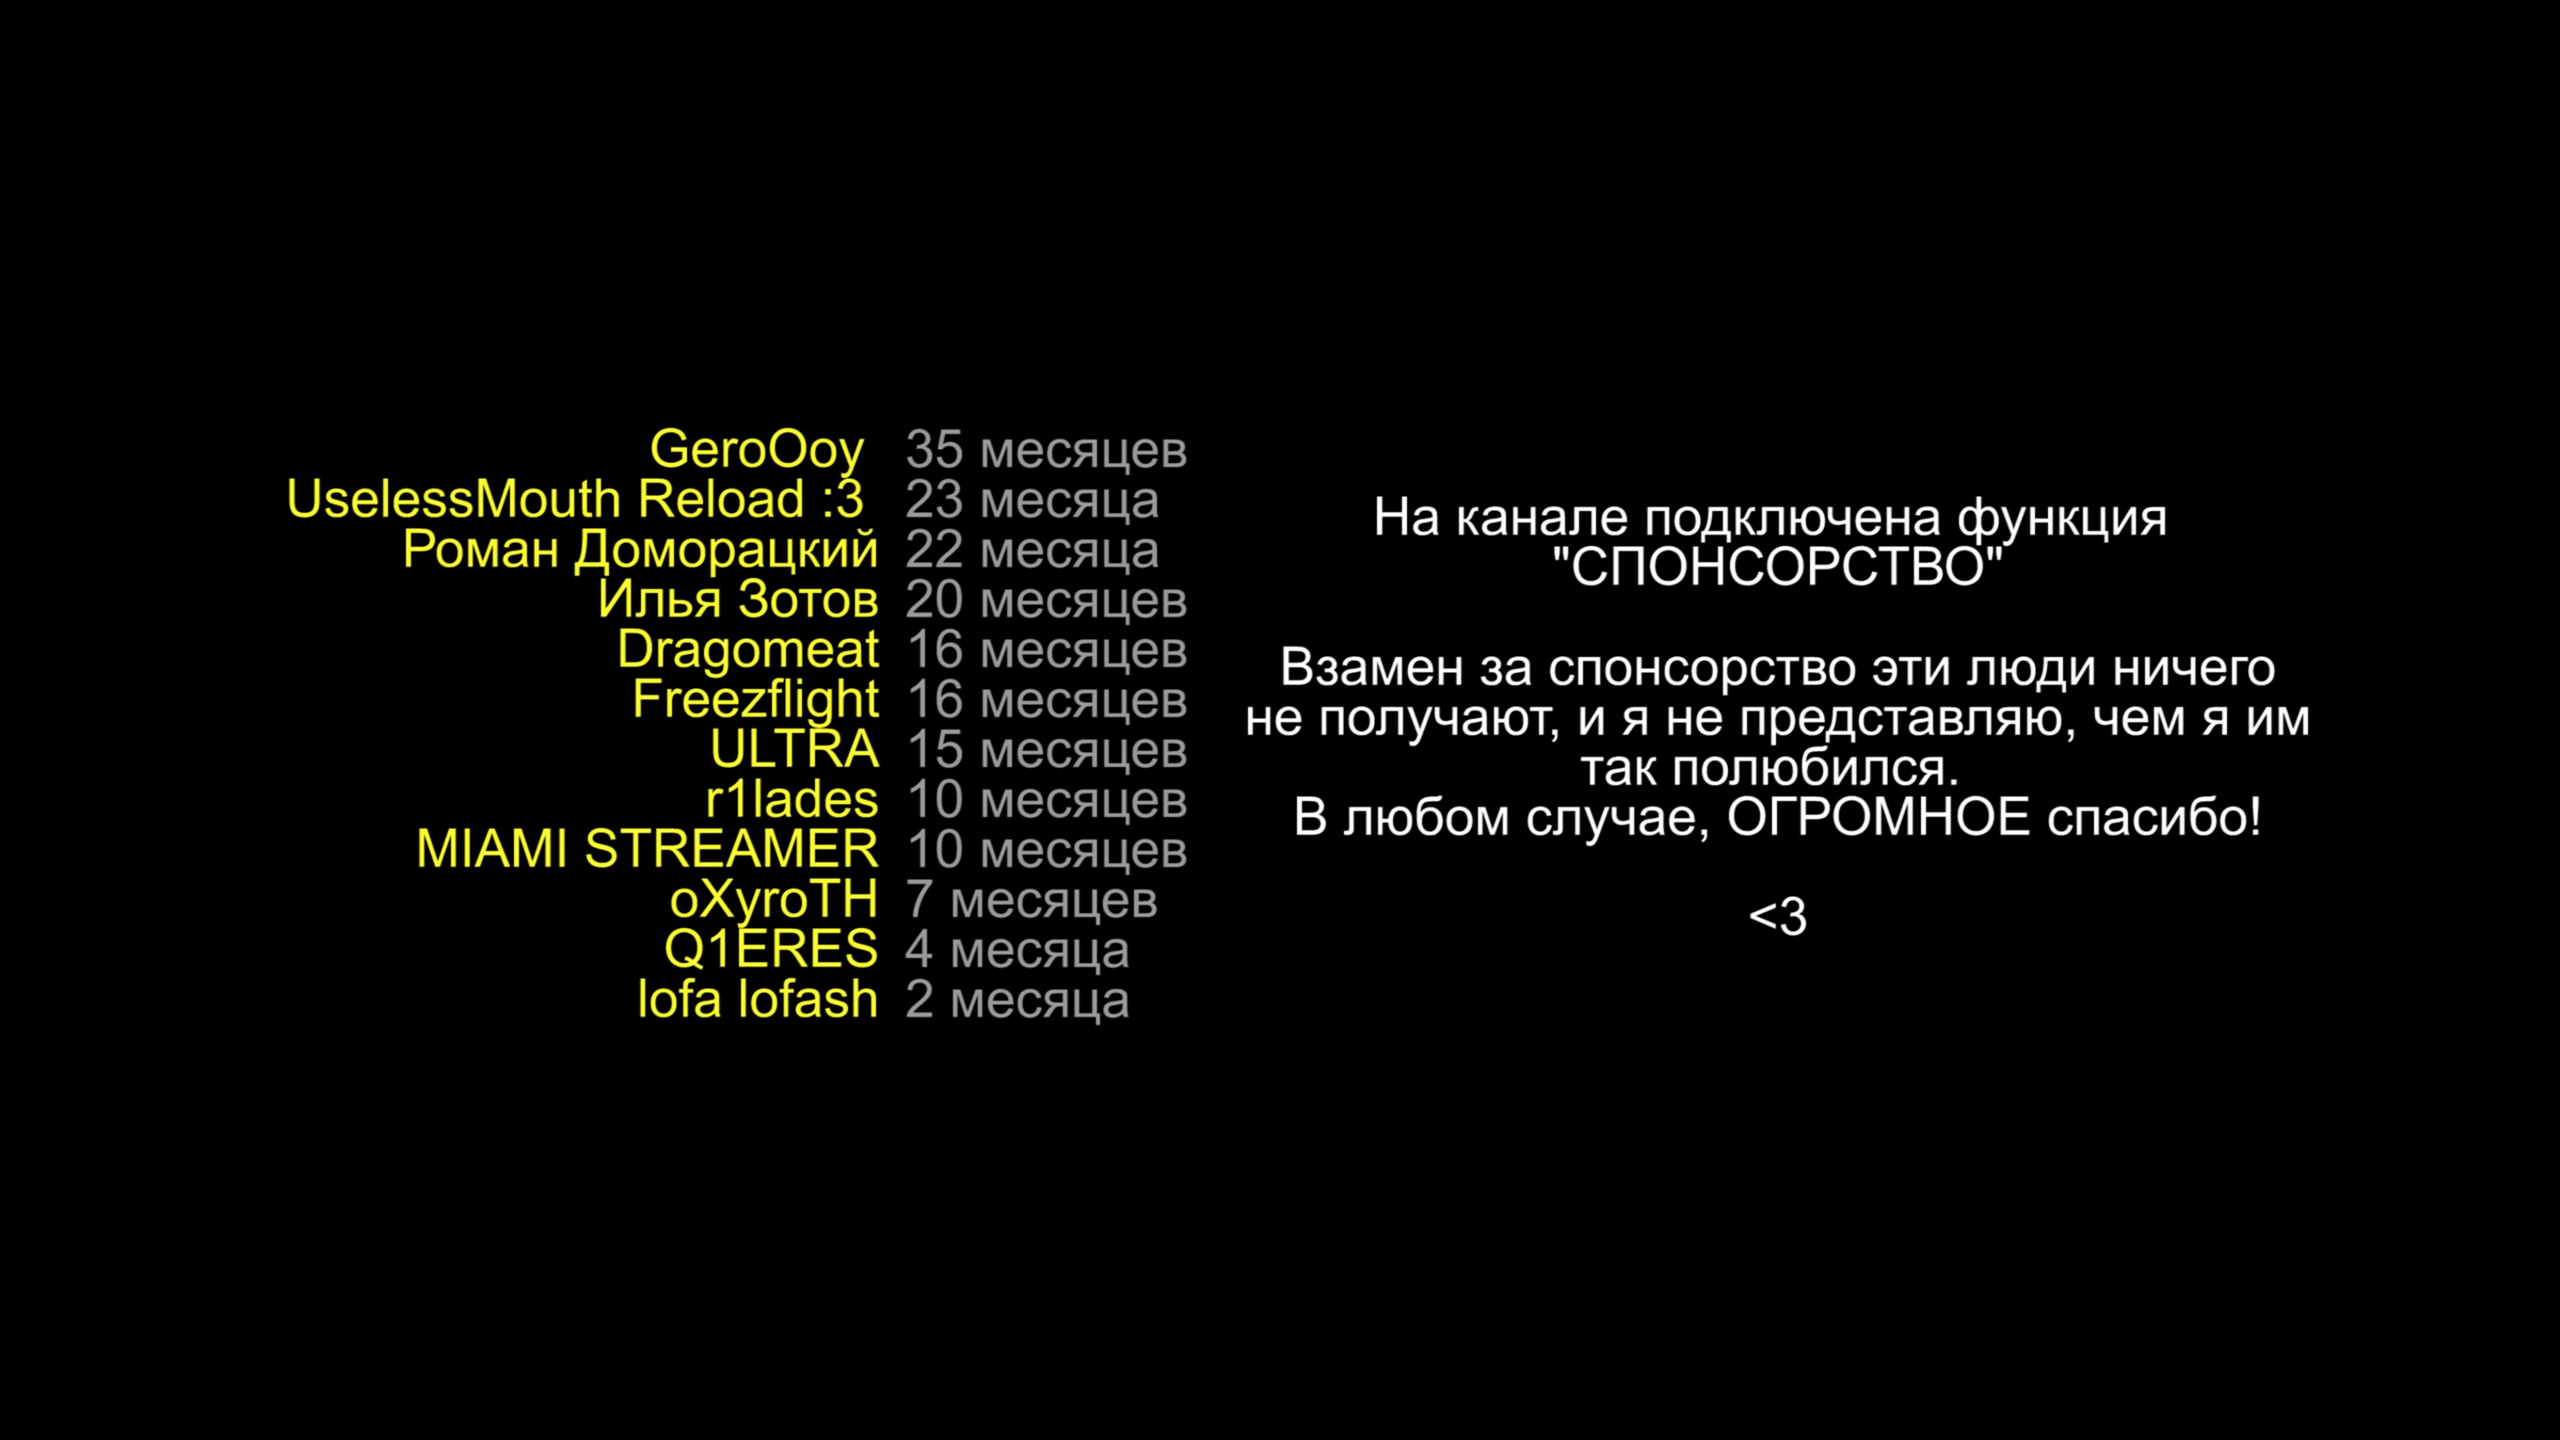 GeroOoy 35 месяцев
UselessMouth Reload :3 23 месяца
Роман Доморацкий 22 месяца
Илья Зотов 20 месяцев
Dragomeat 16 месяцев
Freezflight 16 месяцев
ULTRA 15 месяцев
r1lades 10 месяцев
MIAMI STREAMER 10 месяцев
oXyroTH 7 месяцев
Q1ERES 4 месяца
lofa lofash 2 месяца
На канале подключена функция
"СПОНСОРСТВО"
Взамен за спонсорство эти люди ничего
не получают, и я не представляю, чем я им
так полюбился.
В любом случае, ОГРОМНОЕ спасибо!
<3